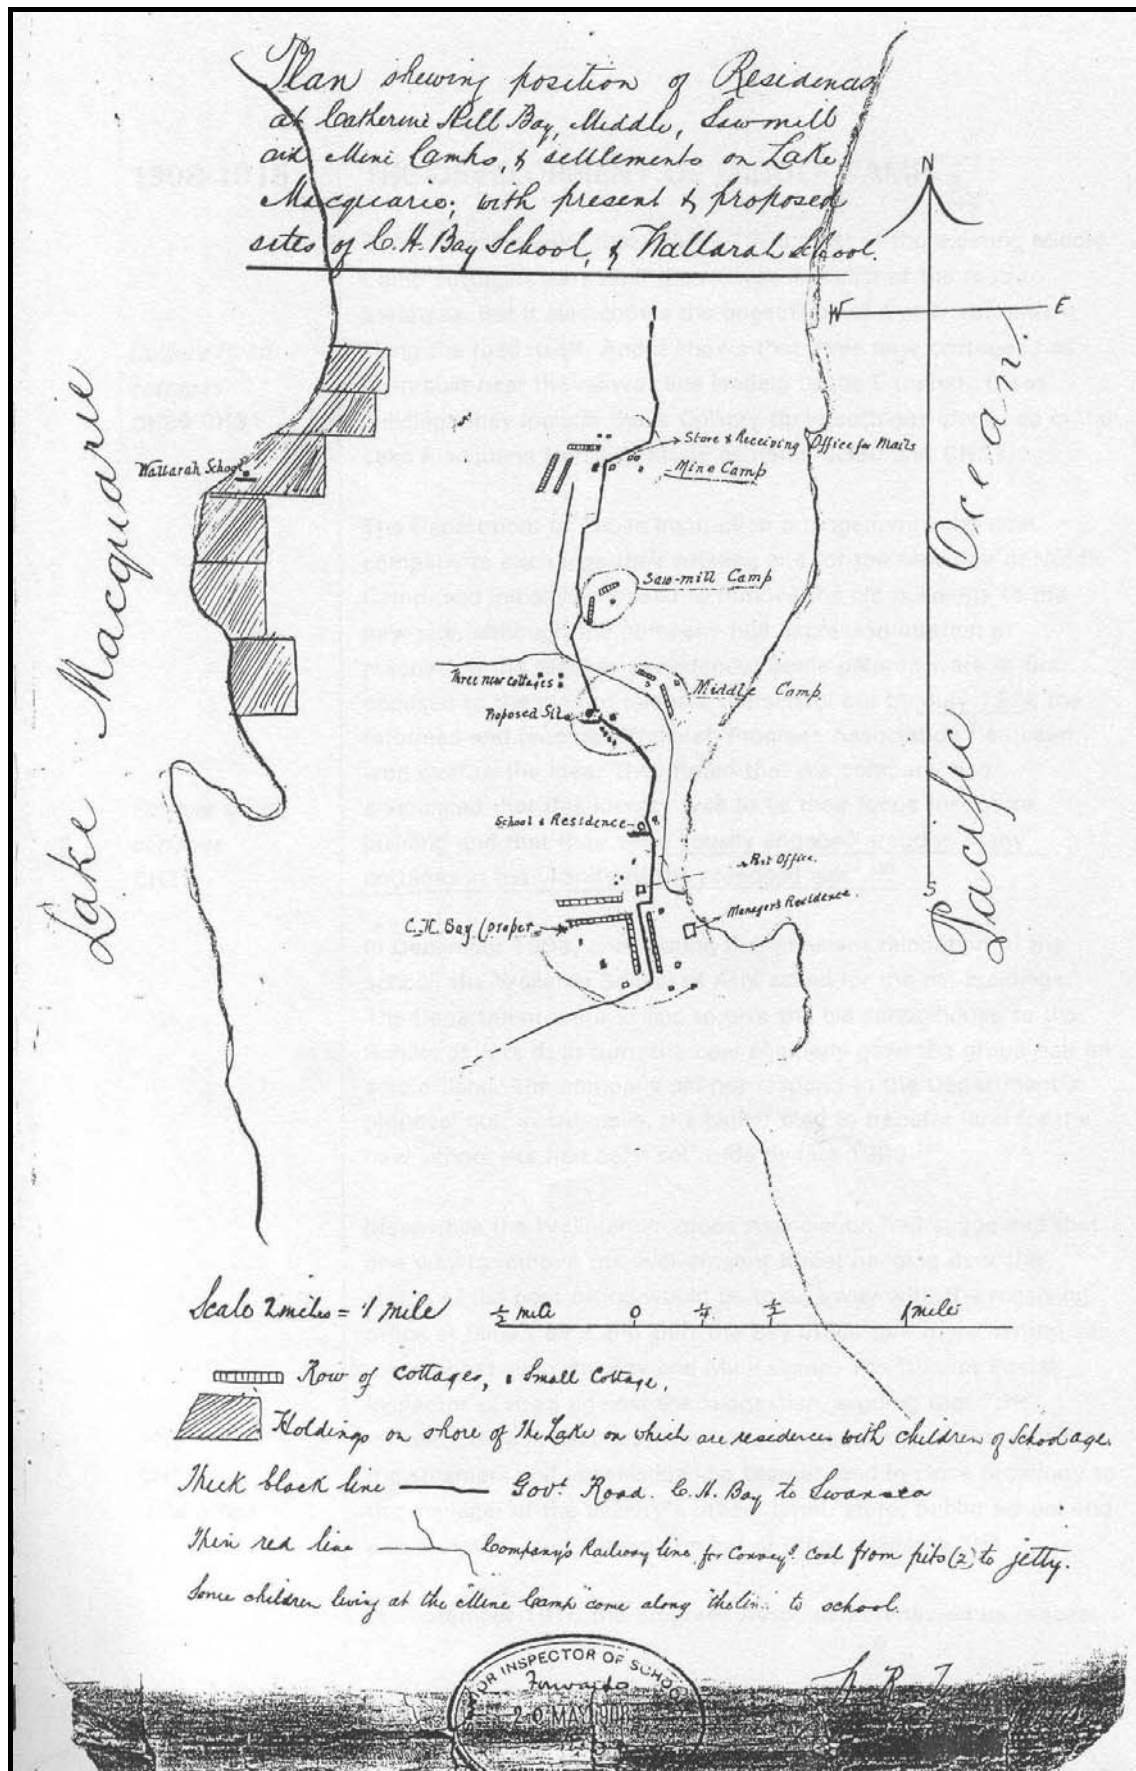 Plan shewing position of Residences
at Catherine Hill Bay, Middle, Sawmill
and Mine Camps, & settlements on Lake
Macquarie; with present & proposed
sites of C.H. Bay School, & Wallarah School.
N
W
E
S
Lake Macquarie
Pacific Ocean.
Store & Receiving Office for Mails
Mine Camp
Wallarah School
Saw-mill Camp
Three new cottages
Middle Camp
Proposed Site
School & Residence
Post Office.
Manager's Residence.
C.H. Bay (proper
Scale 2 miles = 1 mile
½ mile 0 ¼ ½ 1 mile
Row of Cottages, Small Cottage.
Holdings on shore of the Lake on which are residences with children of School age.
Thick black line Govt Road. C.H. Bay to Swansea
Thin red line Company's Railway line for Conveyg. Coal from pits (2) to jetty.
Some children living at the "Mine Camp" come along the line to school.
INSPECTOR OF SCHOOL
Forwarded
20 MAY 1908